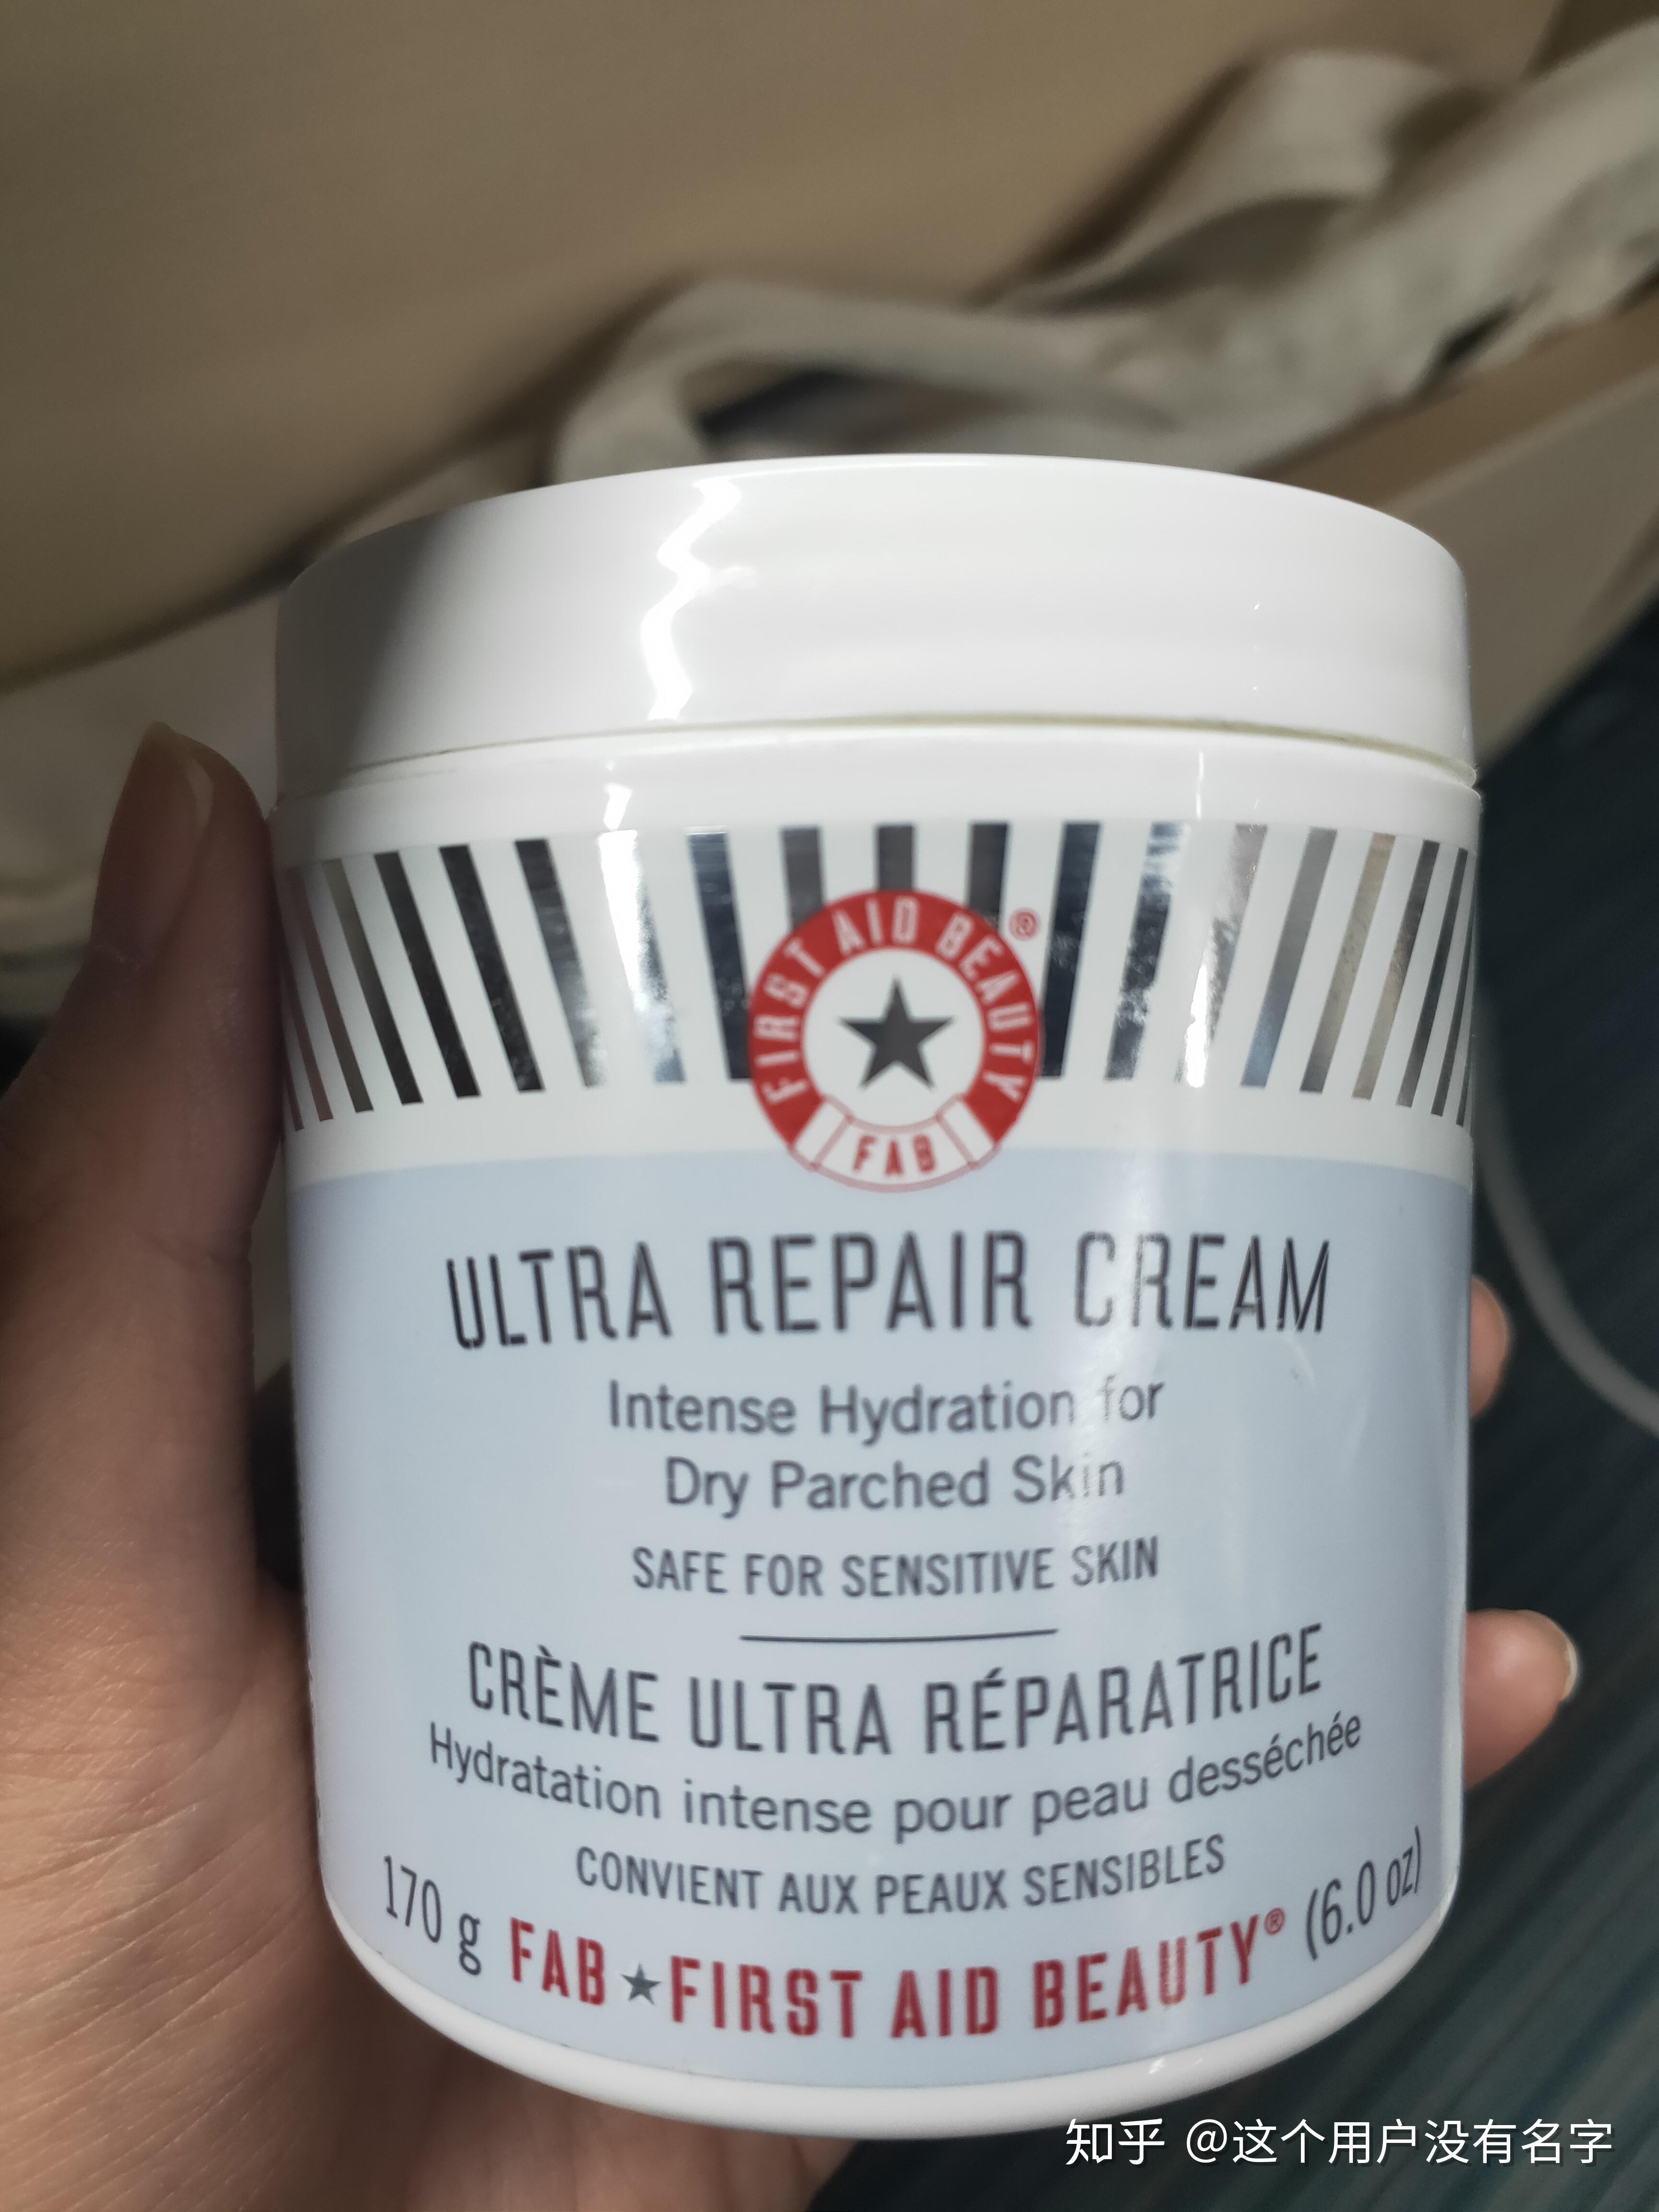 FIRST AID BEAUTY®
FAB
ULTRA REPAIR CREAM
Intense Hydration for
Dry Parched Skin
SAFE FOR SENSITIVE SKIN
CRÈME ULTRA RÉPARATRICE
Hydratation intense pour peau desséchée
CONVIENT AUX PEAUX SENSIBLES
170 g FAB★FIRST AID BEAUTY® (6.0 oz)
知乎 @这个用户没有名字